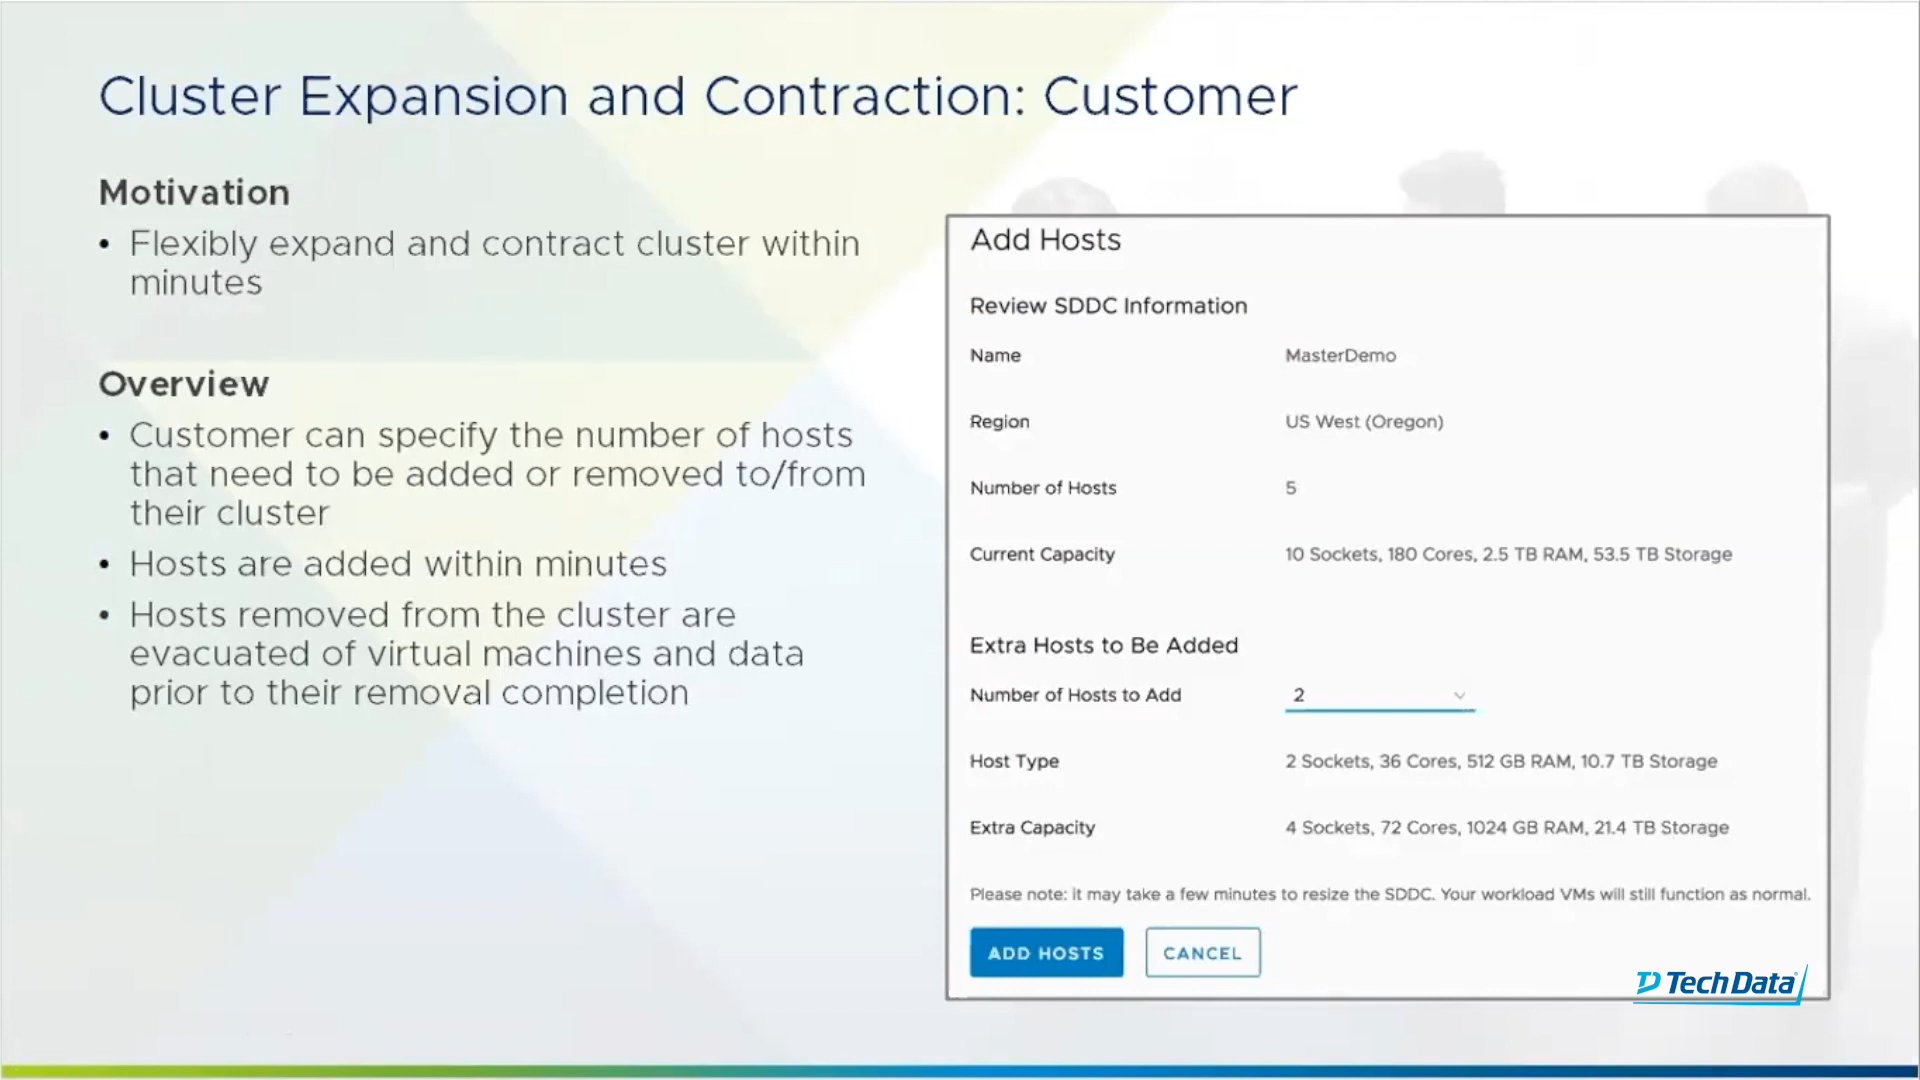 Cluster Expansion and Contraction: Customer
Motivation
• Flexibly expand and contract cluster within
minutes
Overview
• Customer can specify the number of hosts
that need to be added or removed to/from
their cluster
• Hosts are added within minutes
• Hosts removed from the cluster are
evacuated of virtual machines and data
prior to their removal completion
Add Hosts
Review SDDC Information
Name MasterDemo
Region US West (Oregon)
Number of Hosts 5
Current Capacity 10 Sockets, 180 Cores, 2.5 TB RAM, 53.5 TB Storage
Extra Hosts to Be Added
Number of Hosts to Add 2
Host Type 2 Sockets, 36 Cores, 512 GB RAM, 10.7 TB Storage
Extra Capacity 4 Sockets, 72 Cores, 1024 GB RAM, 21.4 TB Storage
Please note: it may take a few minutes to resize the SDDC. Your workload VMs will still function as normal.
ADD HOSTS CANCEL
Tech Data